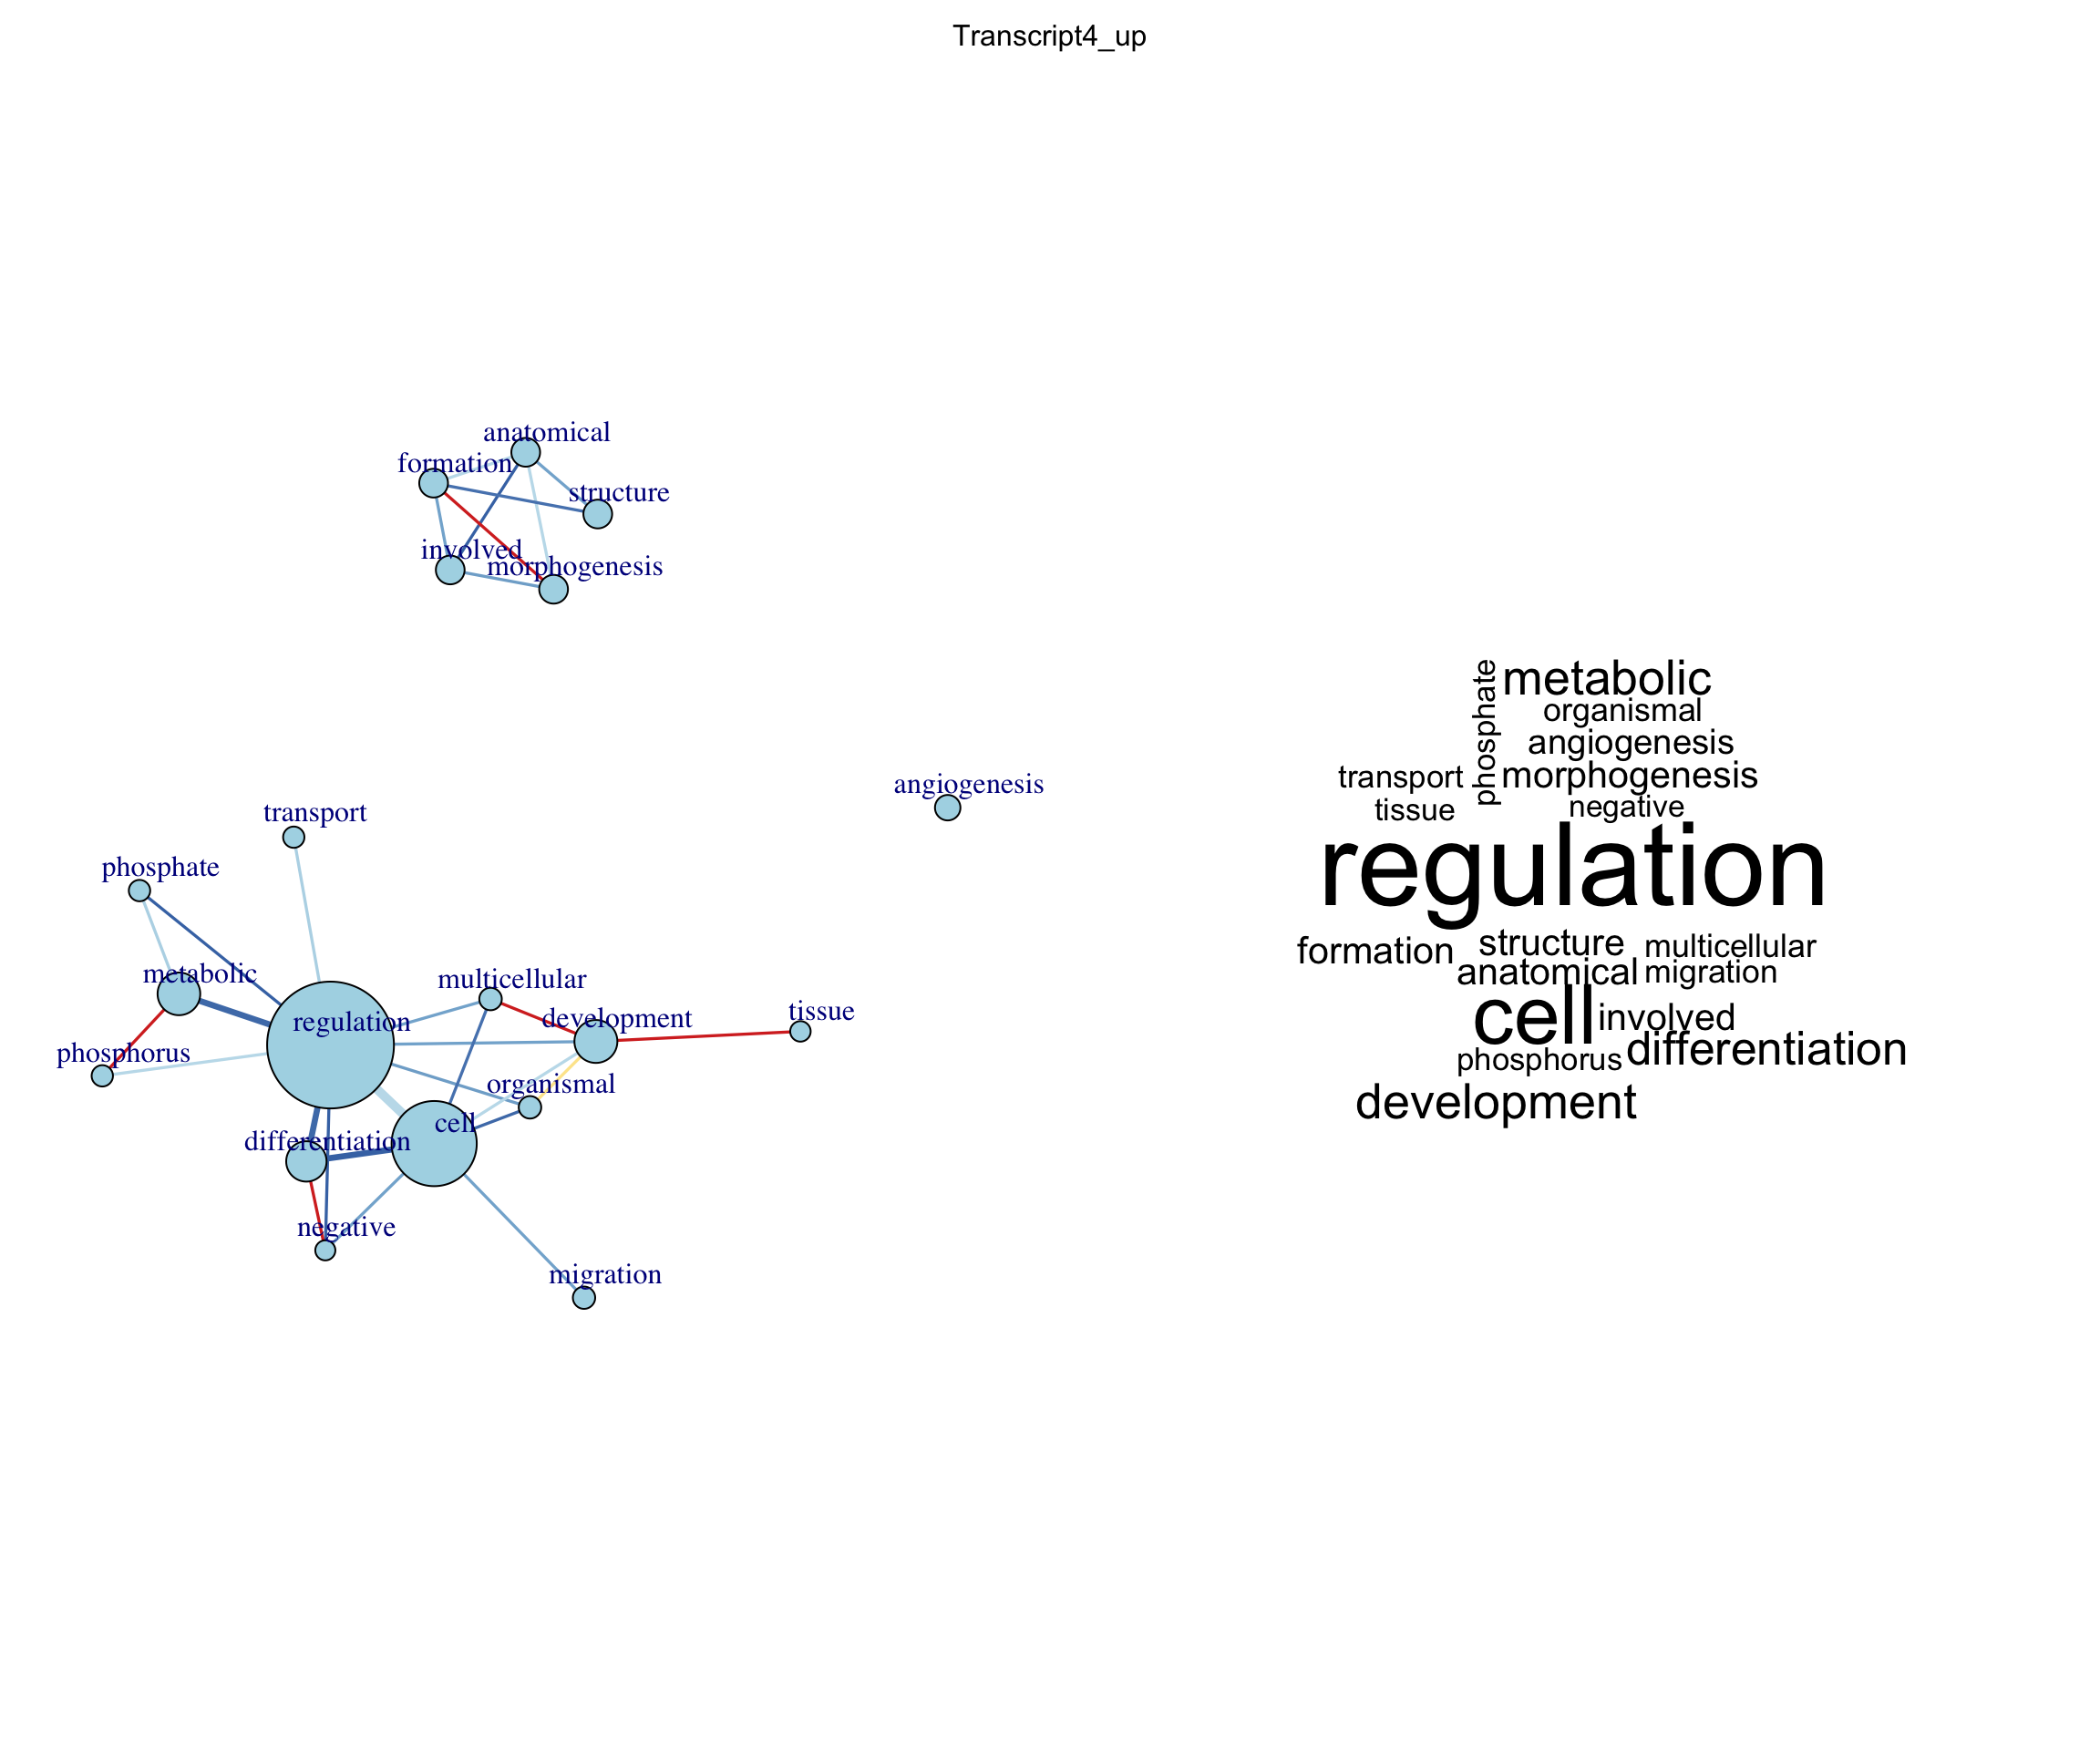 Transcript4_up
anatomical
formation
structure
involved
morphogenesis
angiogenesis
transport
phosphate
metabolic
multicellular
regulation
development
tissue
phosphorus
organismal
cell
differentiation
negative
migration
phosphate
metabolic
organismal
angiogenesis
transport
morphogenesis
tissue
negative
regulation
formation
structure
multicellular
anatomical
migration
cell
involved
phosphorus
differentiation
development